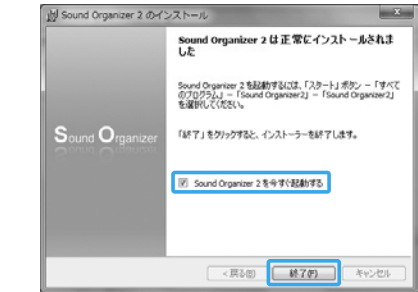 Sound Organizer 2 のインストール
Sound Organizer 2 は正常にインストールされま
した
Sound Organizer 2 を起動するには、「スタート」ボタン － 「すべて
のプログラム」 － 「Sound Organizer2」 － 「Sound Organizer2」
を選択してください。
Sound Organizer
「終了」をクリックすると、インストーラーを終了します。
Sound Organizer 2 を今すぐ起動する
< 戻る(B)
終了(F)
キャンセル